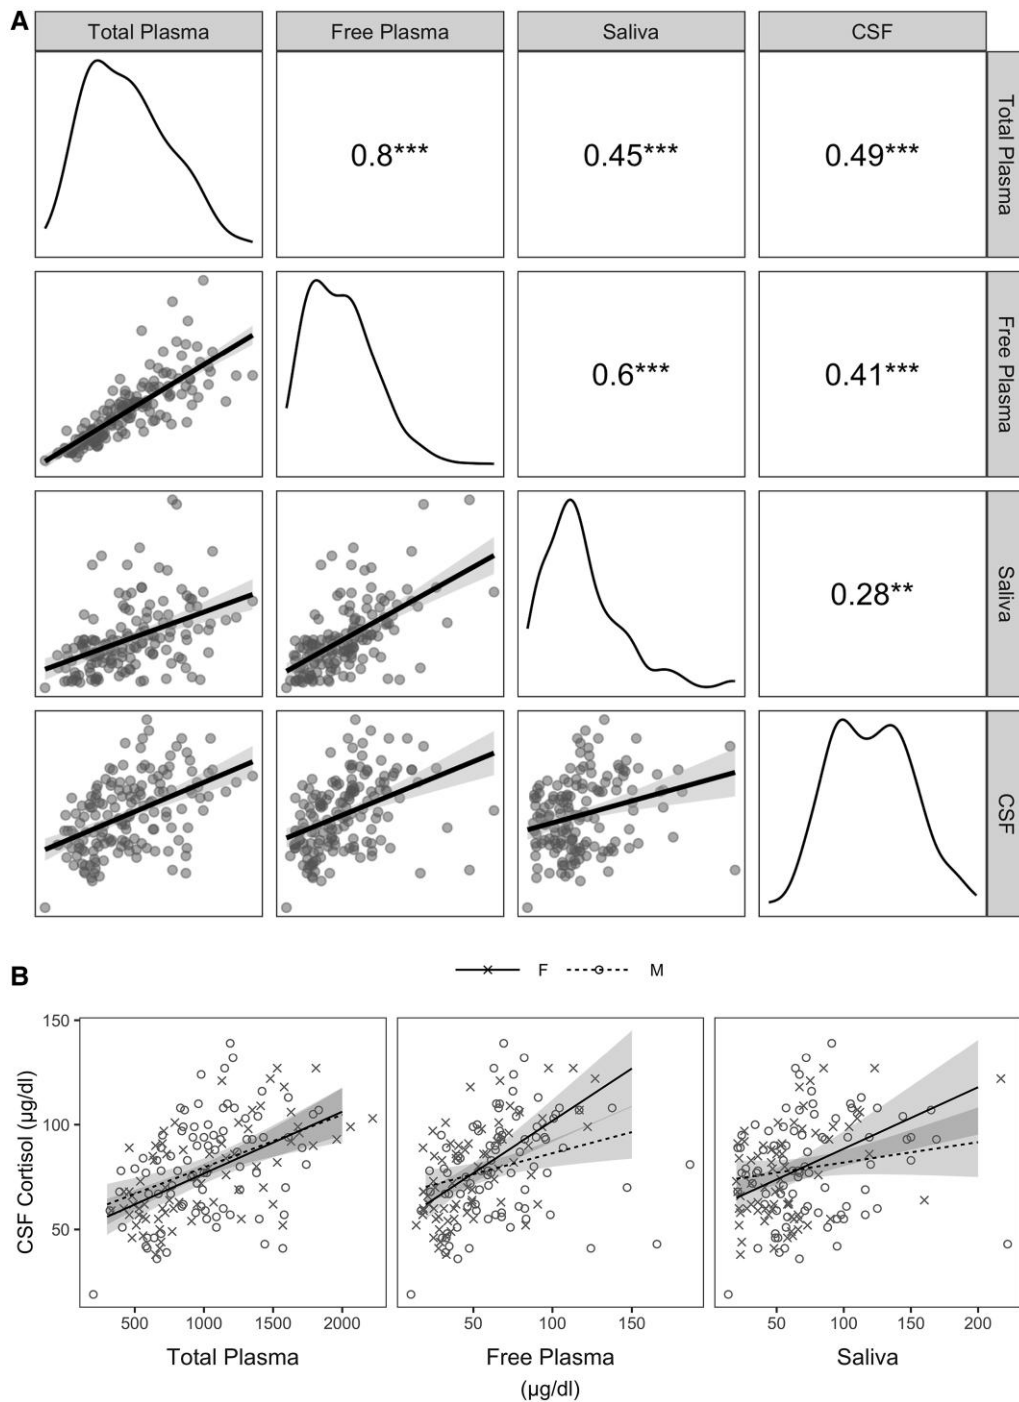 A
Total Plasma Free Plasma Saliva CSF
0.8*** 0.45*** 0.49*** Total Plasma
0.6*** 0.41*** Free Plasma
0.28** Saliva
CSF
B
F M
CSF Cortisol (µg/dl)
150
100
50
500 1000 1500 2000 50 100 150 50 100 150 200
Total Plasma Free Plasma Saliva
(µg/dl)